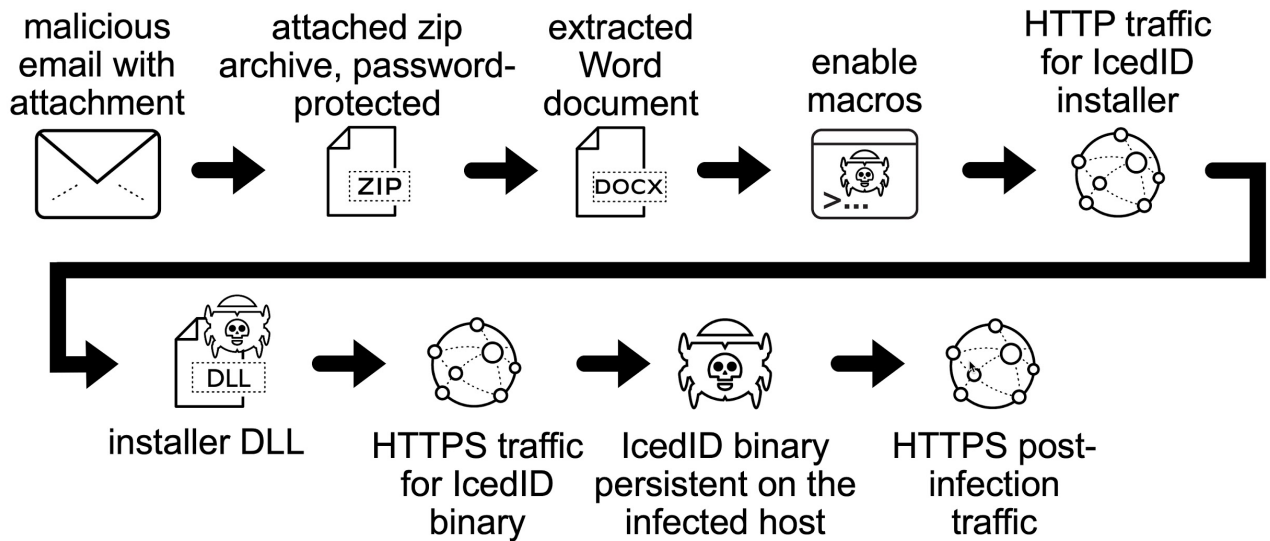 malicious
email with
attachment
attached zip
archive, password-
protected
extracted
Word
document
enable
macros
HTTP traffic
for IcedID
installer
ZIP
DOCX
>...
DLL
installer DLL
HTTPS traffic
for IcedID
binary
IcedID binary
persistent on the
infected host
HTTPS post-
infection
traffic